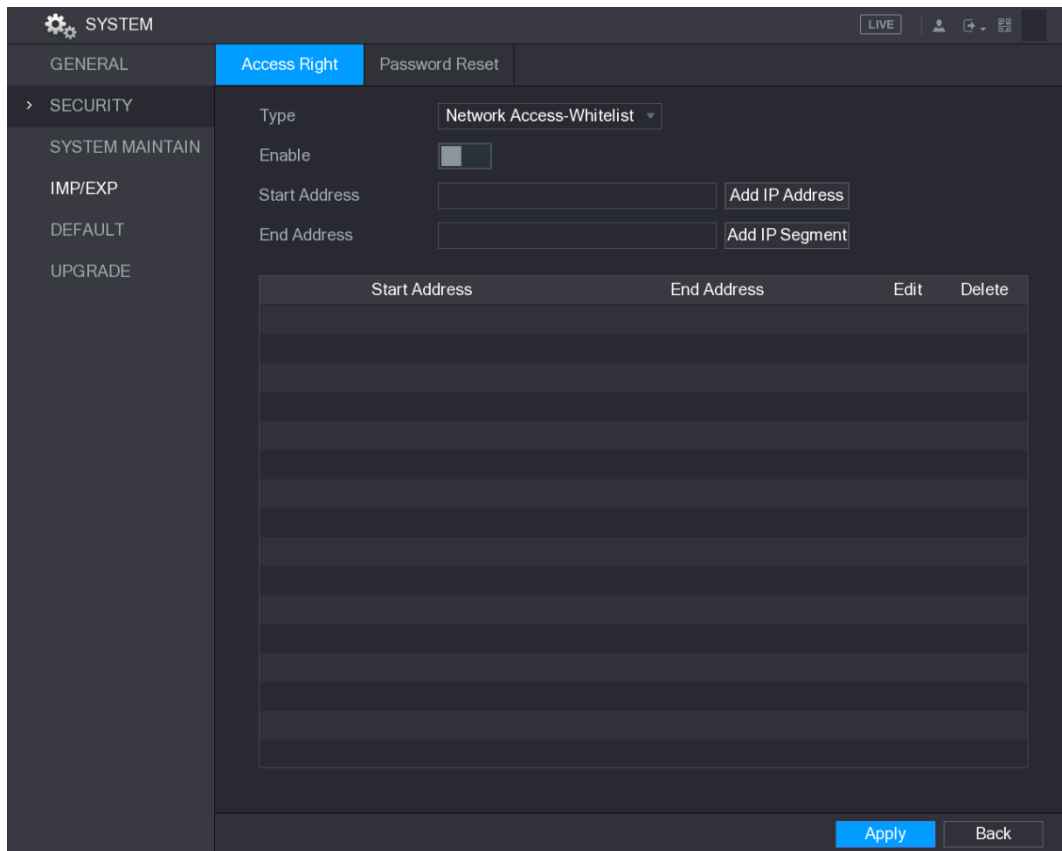 SYSTEM
LIVE
GENERAL
SECURITY
SYSTEM MAINTAIN
IMP/EXP
DEFAULT
UPGRADE
Access Right Password Reset
Type Network Access-Whitelist
Enable
Start Address Add IP Address
End Address Add IP Segment
Start Address End Address Edit Delete
Apply Back